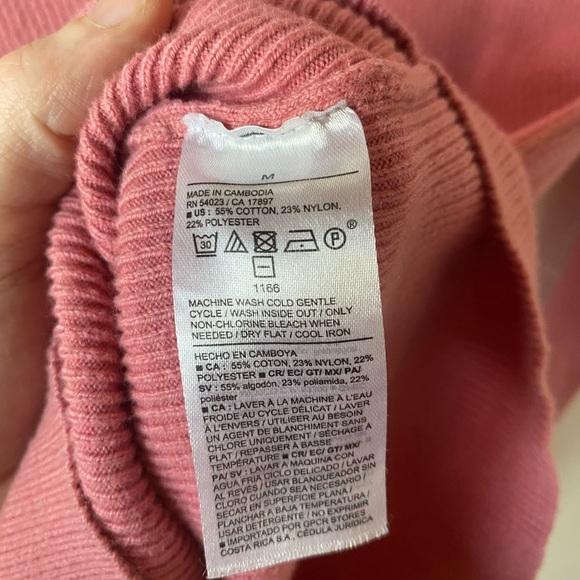 M
MADE IN CAMBODIA
RN 54023 / CA 17897
■ US : 55% COTTON, 23% NYLON,
22% POLYESTER
30 P ®
1166
MACHINE WASH COLD GENTLE
CYCLE / WASH INSIDE OUT / ONLY
NON-CHLORINE BLEACH WHEN
NEEDED / DRY FLAT / COOL IRON
HECHO EN CAMBOYA
■ CA : 55% COTTON, 23% NYLON, 22%
POLYESTER ■ CR/ EC/ GT/ MX/ PA/
SV : 55% algodón, 23% poliamida, 22%
poliéster
■ CA : LAVER À LA MACHINE À L'EAU
FROIDE AU CYCLE DÉLICAT / LAVER
À L'ENVERS / UTILISER AU BESOIN
UN AGENT DE BLANCHIMENT SANS
CHLORE UNIQUEMENT / SÉCHAGE À
PLAT / REPASSER À BASSE
TEMPÉRATURE ■ CR/ EC/ GT/ MX/
PA/ SV : LAVAR A MAQUINA CON
AGUA FRIA CICLO DELICADO / LAVAR
AL REVÉS / USAR BLANQUEADOR SIN
CLORO CUANDO SEA NECESARIO /
SECAR EN SUPERFICIE PLANA /
PLANCHAR A BAJA TEMPERATURA /
USAR DETERGENTE / NO EXPRIMIR
IMPORTADO POR GPCR STORES
COSTA RICA S.A., CÉDULA JURIDICA